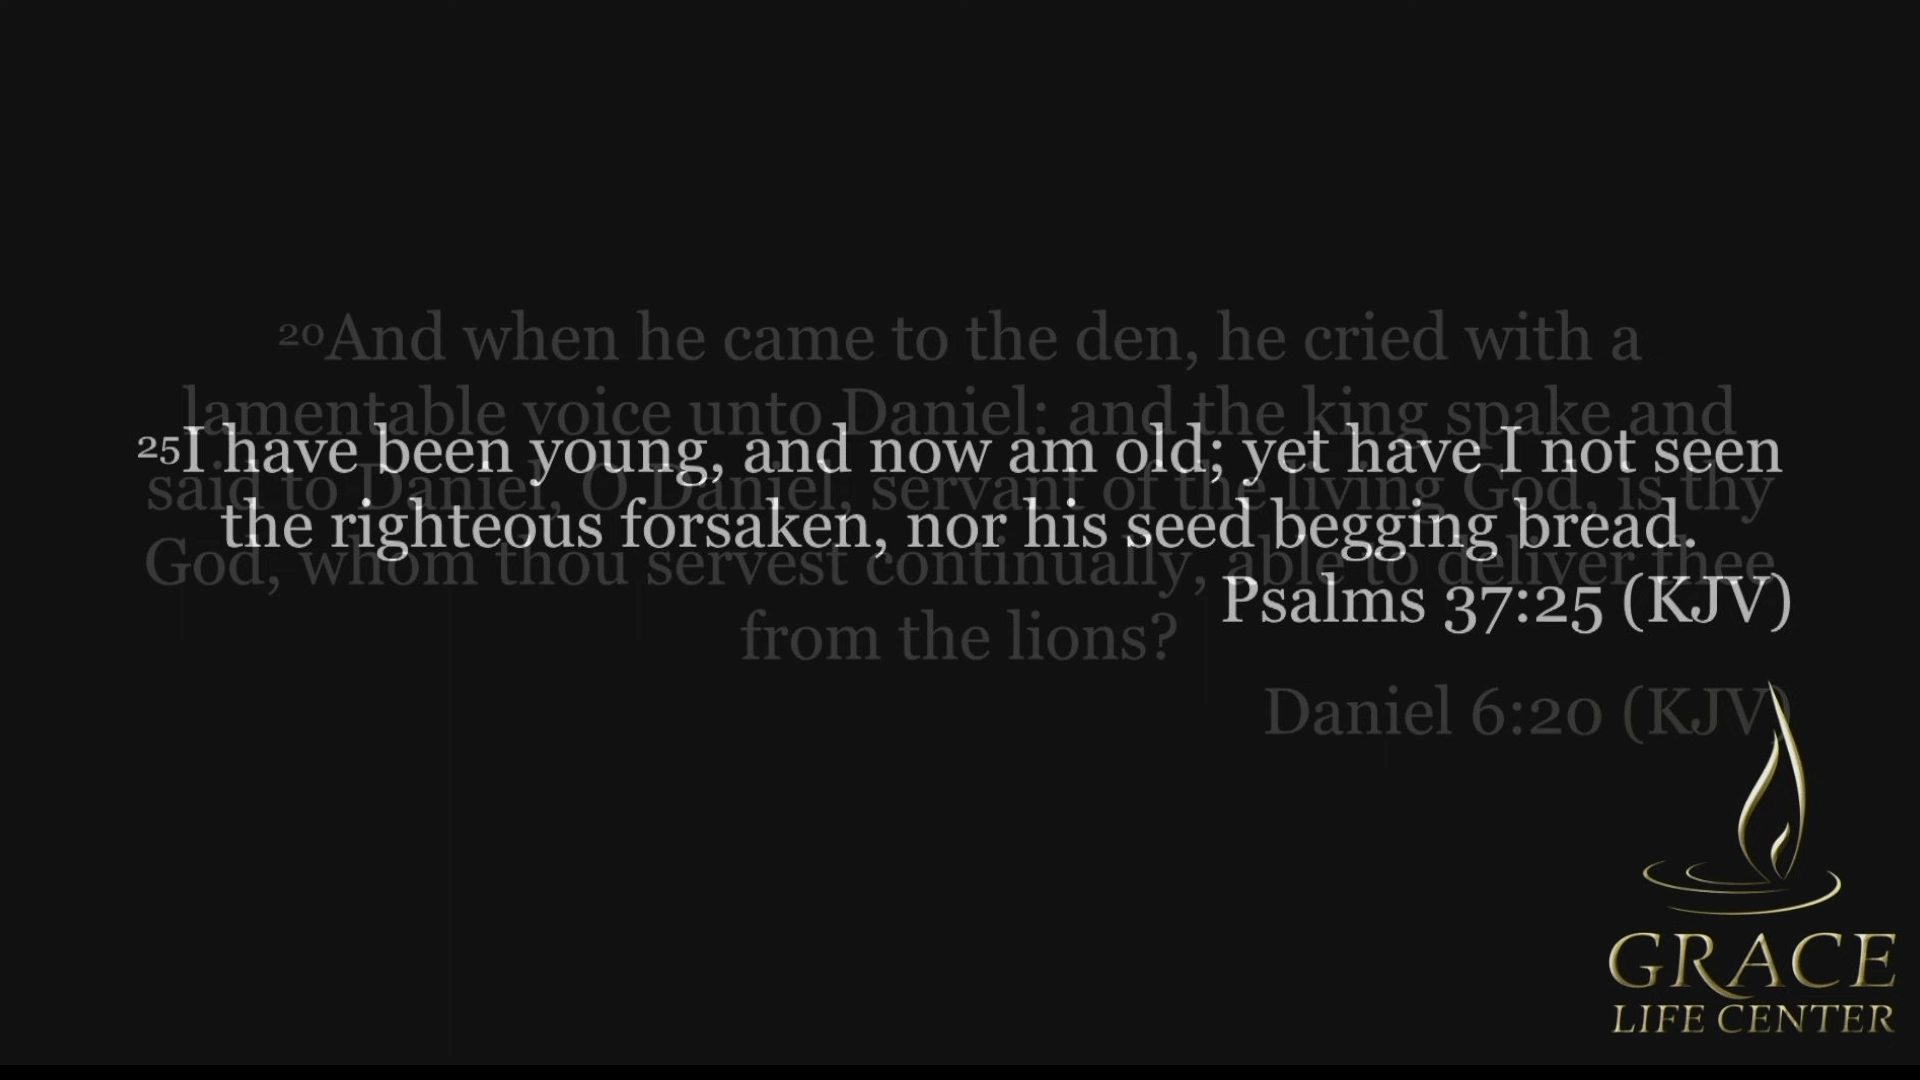 ²⁰And when he came to the den, he cried with a
lamentable voice unto Daniel: and the king spake and
said to Daniel, O Daniel, servant of the living God, is thy
God, whom thou servest continually, able to deliver thee
from the lions?
Daniel 6:20 (KJV)
²⁵I have been young, and now am old; yet have I not seen
the righteous forsaken, nor his seed begging bread.
Psalms 37:25 (KJV)
GRACE
LIFE CENTER